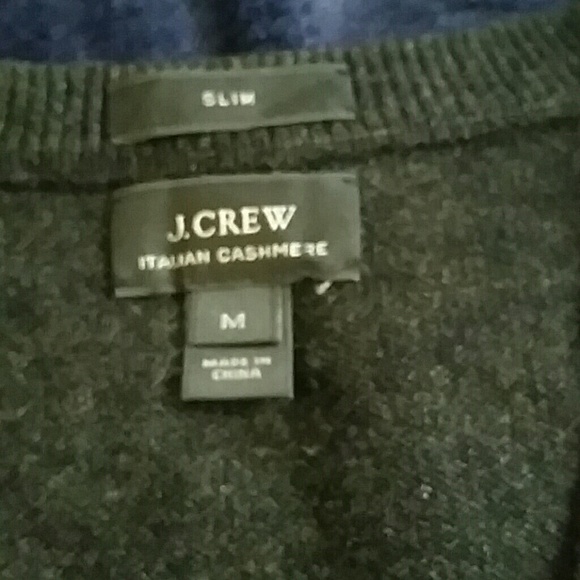 SLIM
J.CREW
ITALIAN CASHMERE
M
MADE IN
CHINA